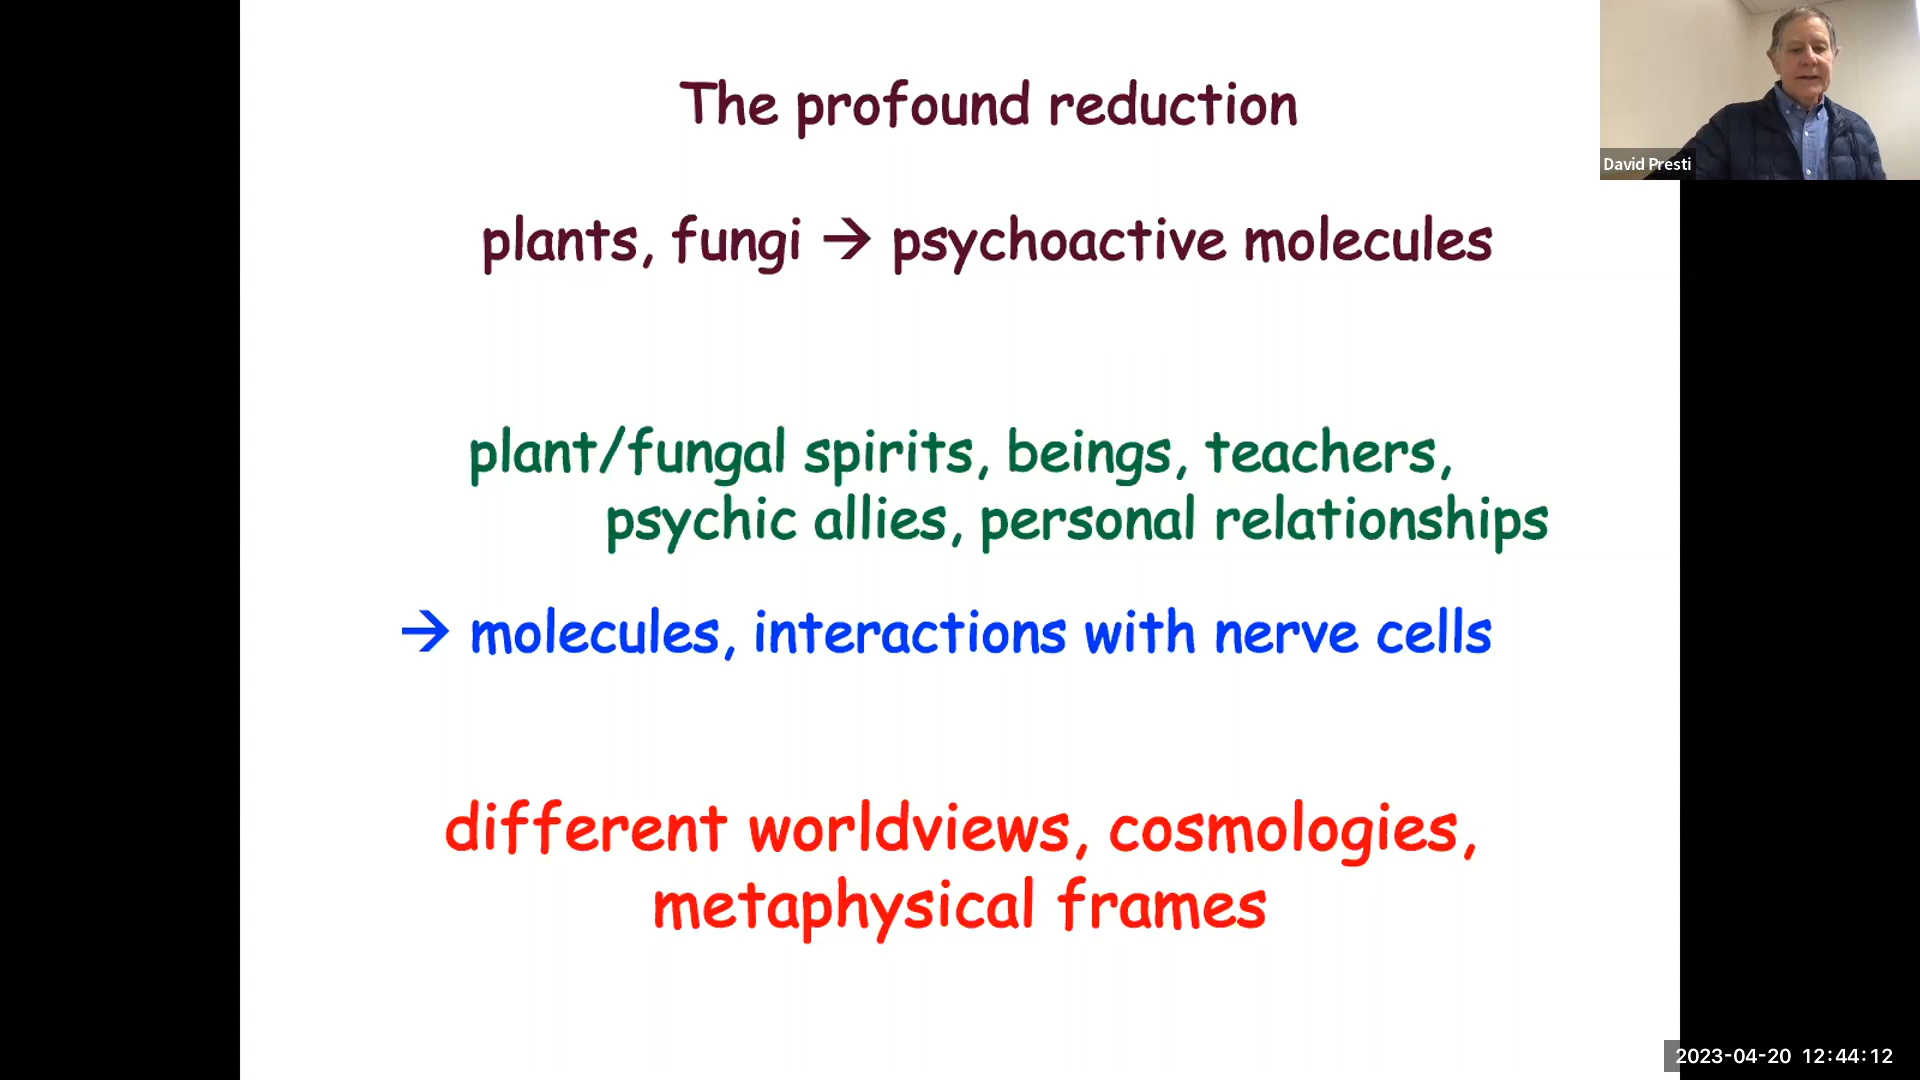 The profound reduction
David Presti
plants, fungi → psychoactive molecules
plant/fungal spirits, beings, teachers,
psychic allies, personal relationships
→ molecules, interactions with nerve cells
different worldviews, cosmologies,
metaphysical frames
2023-04-20 12:44:12